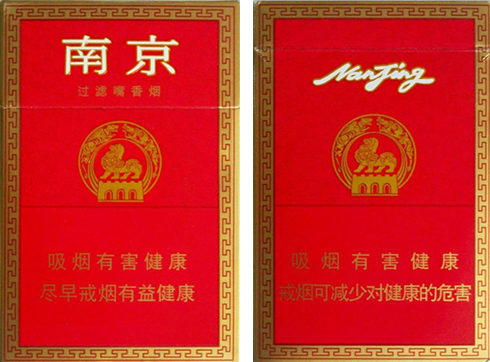 南京
过滤嘴香烟
吸烟有害健康
尽早戒烟有益健康
NanJing
吸烟有害健康
戒烟可减少对健康的危害